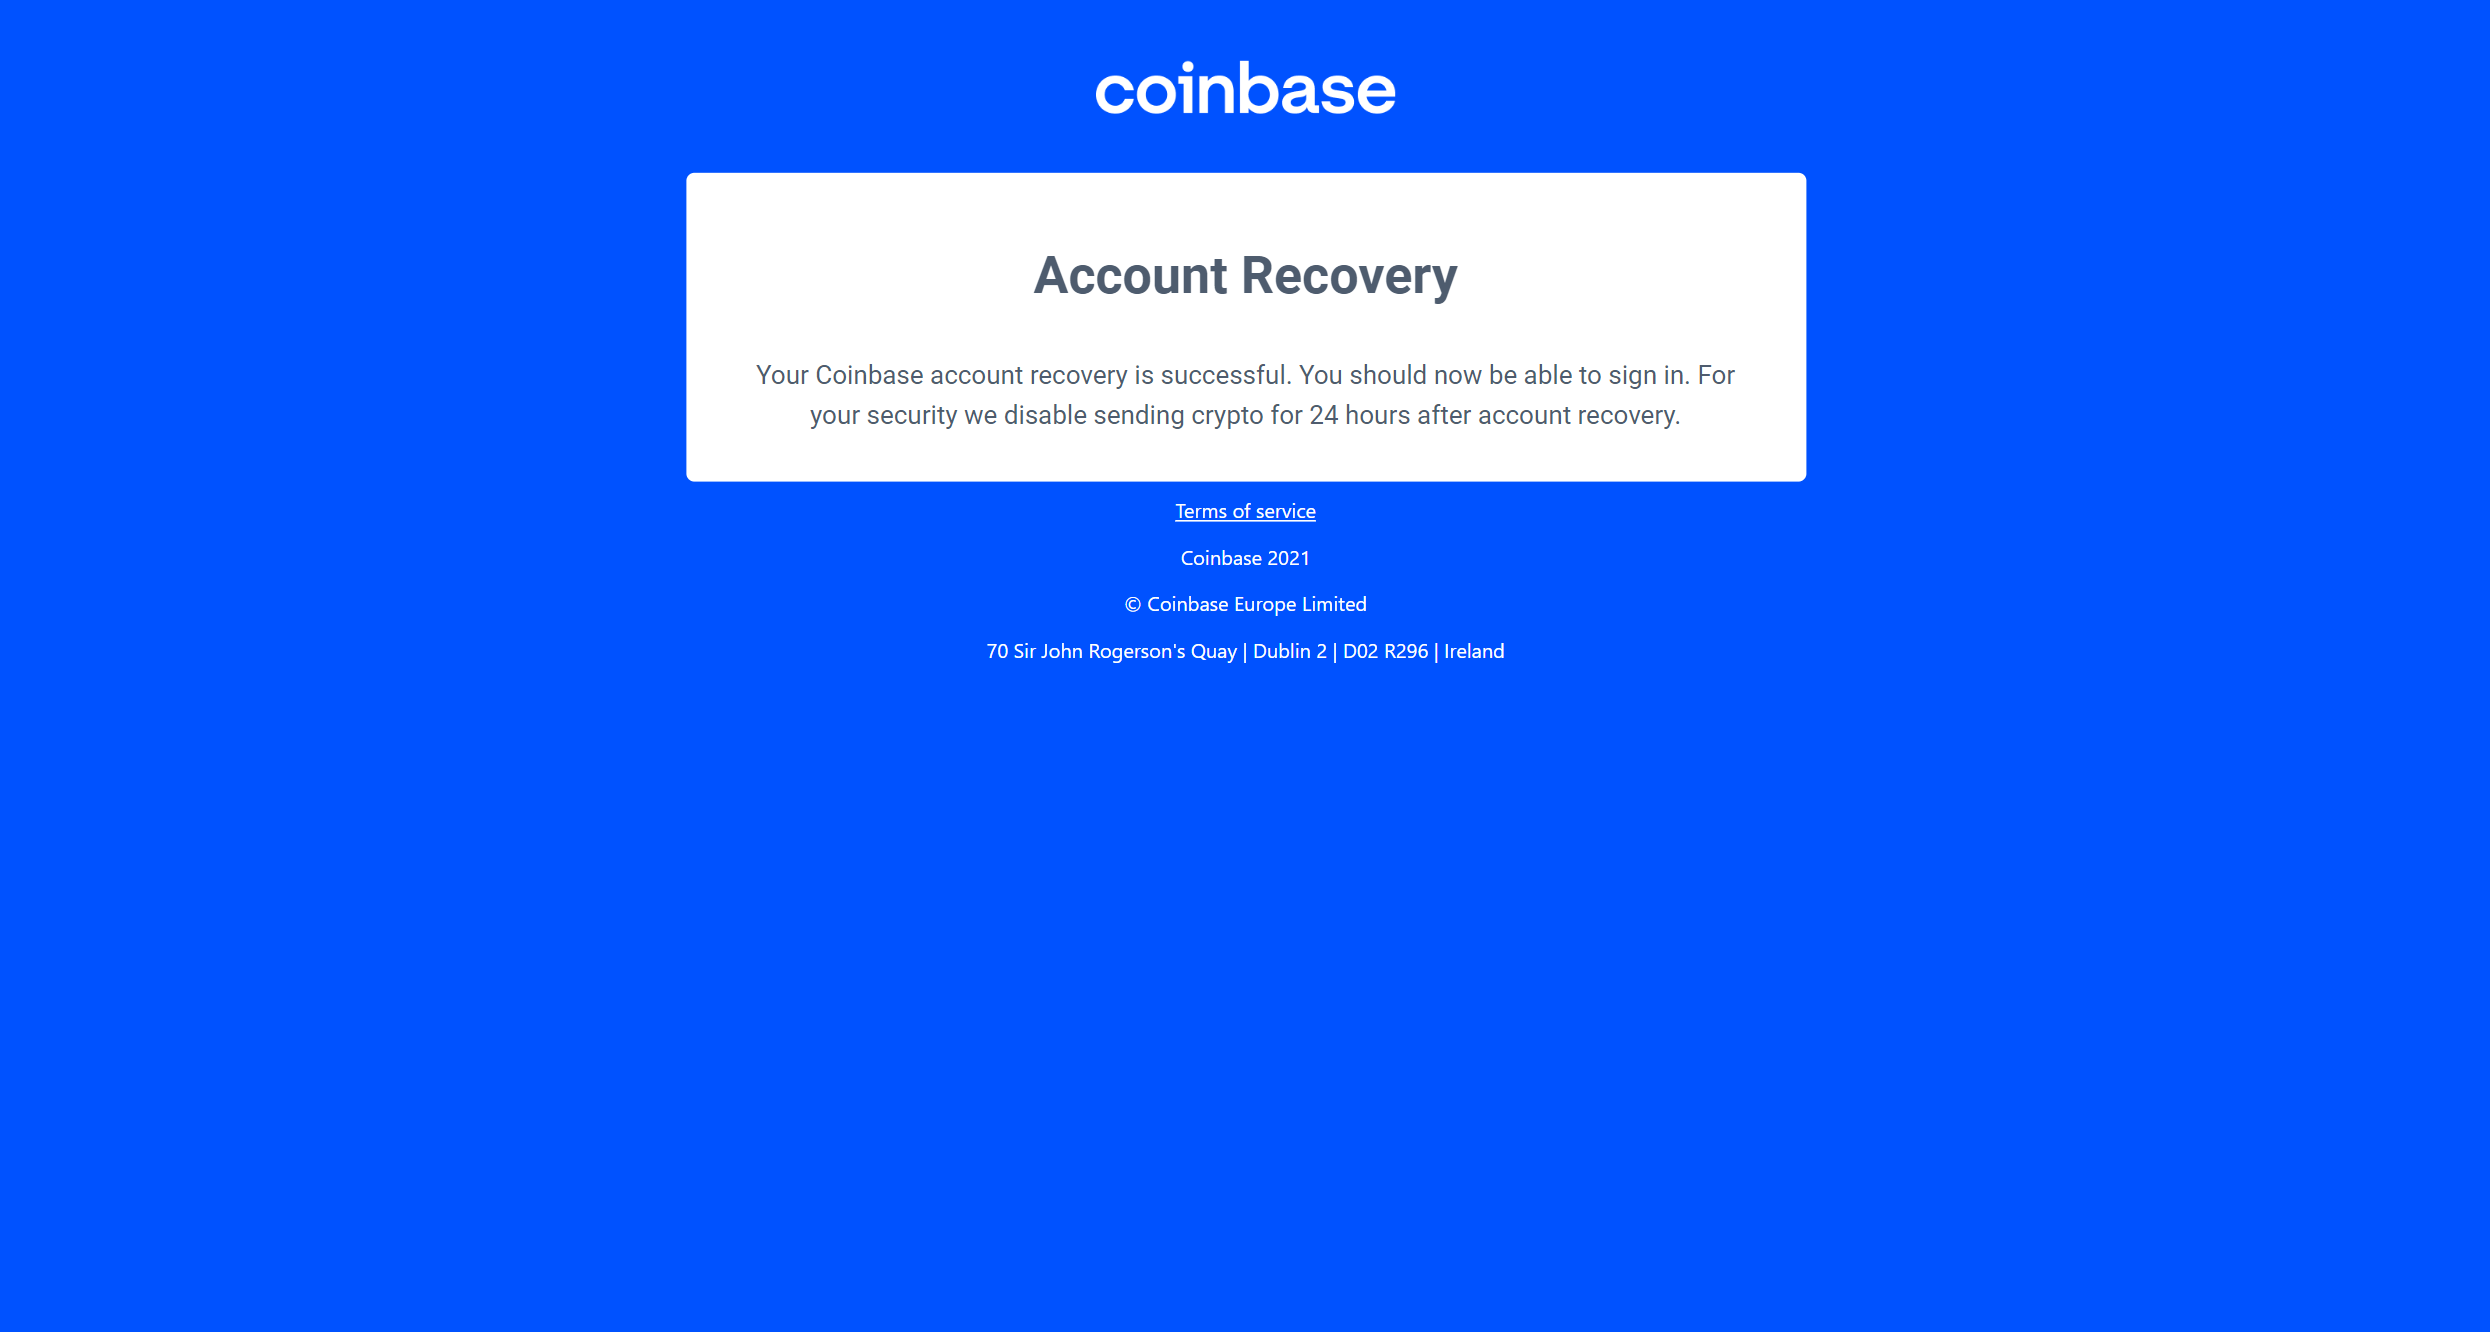 coinbase
Account Recovery
Your Coinbase account recovery is successful. You should now be able to sign in. For
your security we disable sending crypto for 24 hours after account recovery.
Terms of service
Coinbase 2021
© Coinbase Europe Limited
70 Sir John Rogerson's Quay | Dublin 2 | D02 R296 | Ireland